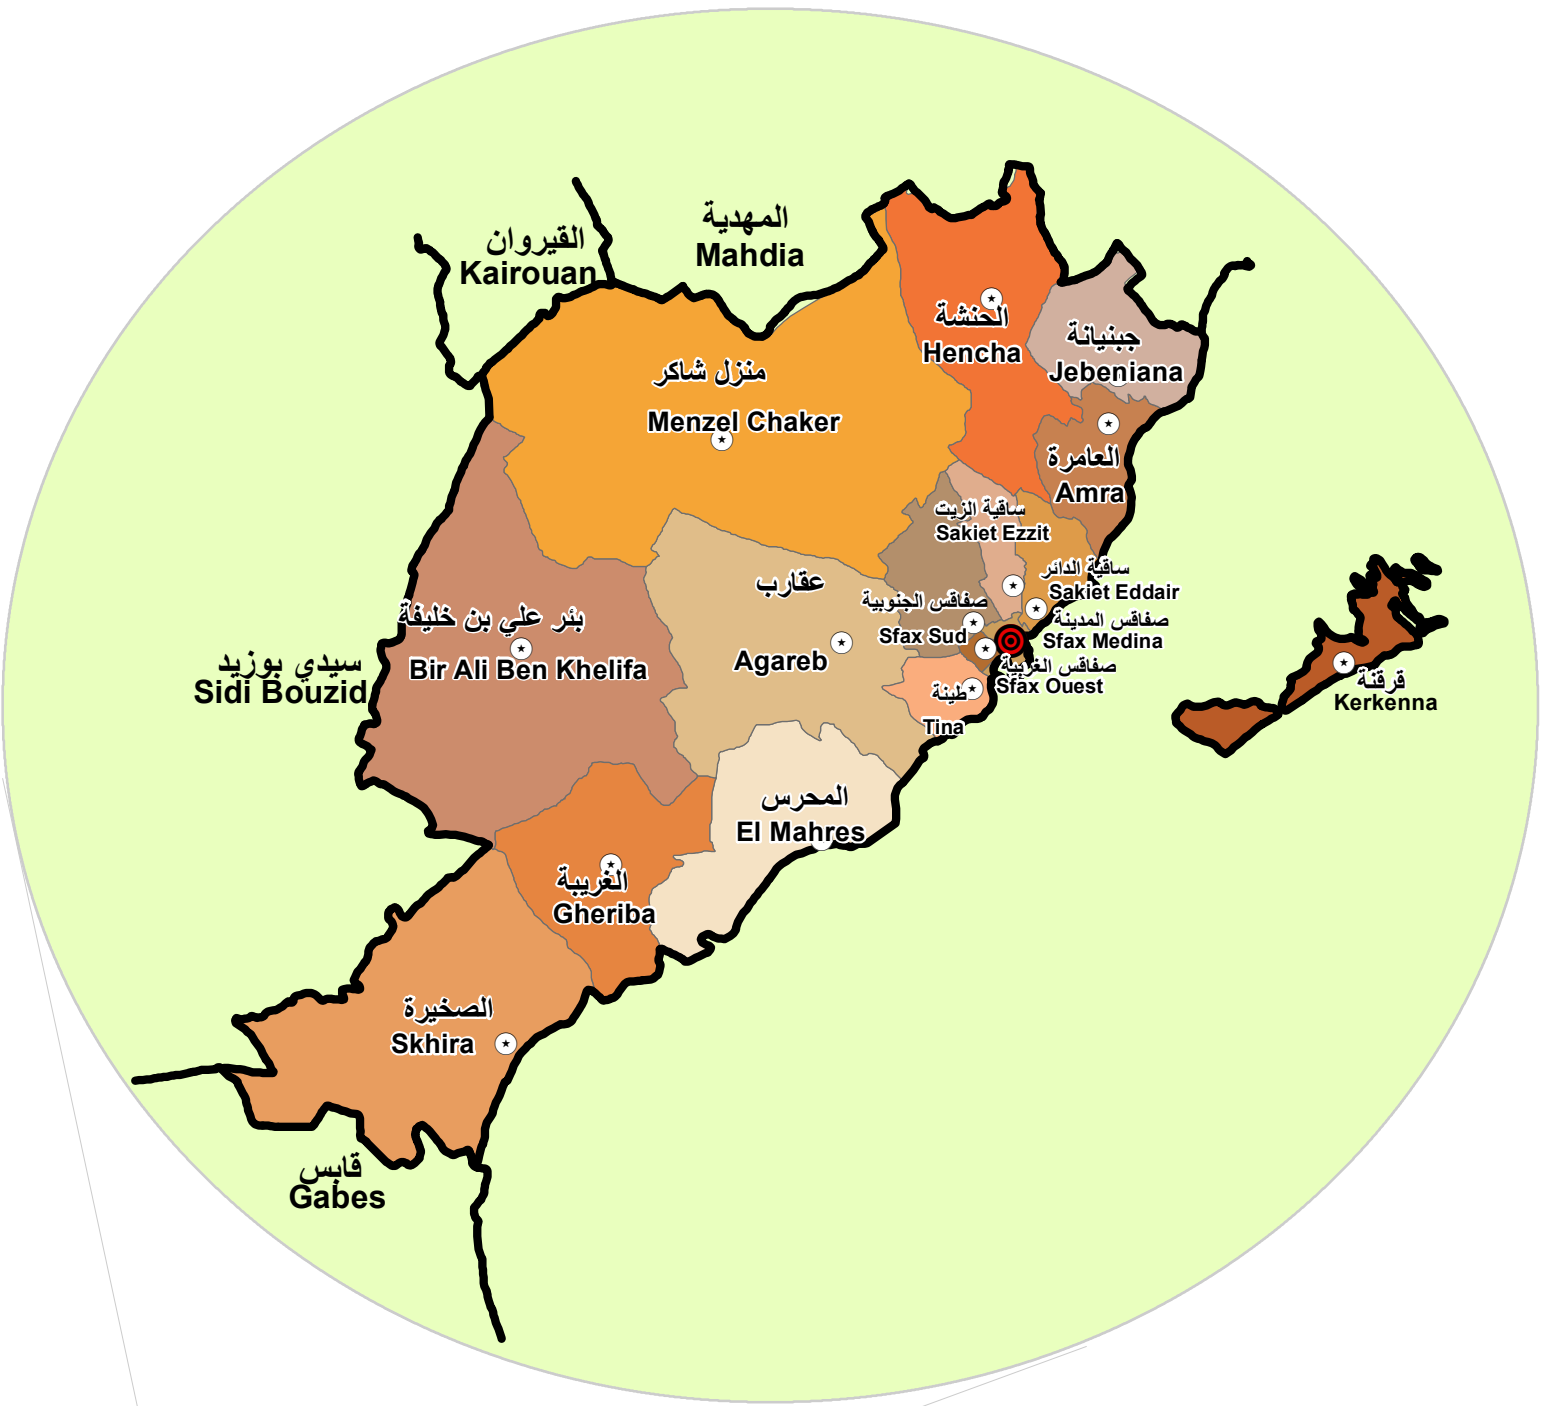 المهدية
Mahdia
القيروان
Kairouan
الحنشة
Hencha
جبنيانة
Jebeniana
منزل شاكر
Menzel Chaker
العامرة
Amra
ساقية الزيت
Sakiet Ezzit
ساقية الدائر
Sakiet Eddair
عقارب
Agareb
صفاقس الجنوبية
Sfax Sud
صفاقس المدينة
Sfax Medina
بئر علي بن خليفة
Bir Ali Ben Khelifa
سيدي بوزيد
Sidi Bouzid
صفاقس الغربية
Sfax Ouest
طينة
Tina
قرقنة
Kerkenna
المحرس
El Mahres
الغريبة
Gheriba
الصخيرة
Skhira
قابس
Gabes